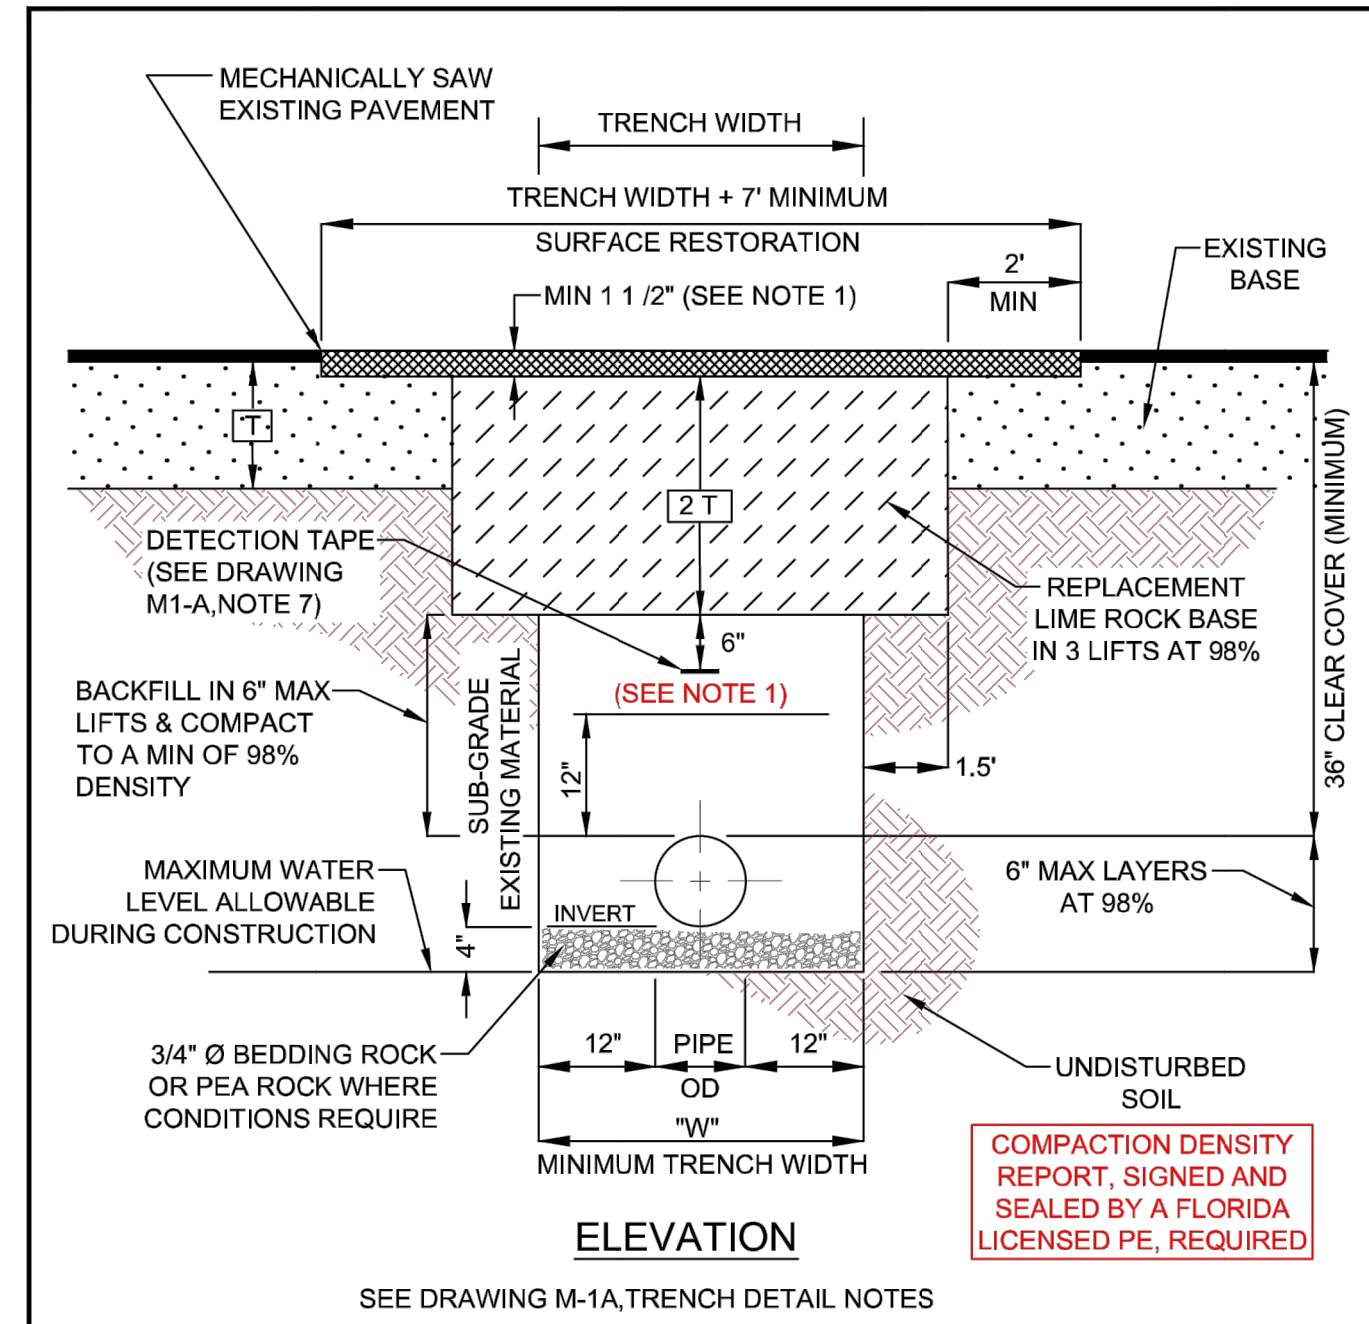 MECHANICALLY SAW
EXISTING PAVEMENT
TRENCH WIDTH
TRENCH WIDTH + 7' MINIMUM
SURFACE RESTORATION
MIN 1 1 /2" (SEE NOTE 1)
2'
MIN
EXISTING
BASE
T
2 T
36" CLEAR COVER (MINIMUM)
DETECTION TAPE
(SEE DRAWING
M1-A,NOTE 7)
REPLACEMENT
LIME ROCK BASE
IN 3 LIFTS AT 98%
6"
(SEE NOTE 1)
BACKFILL IN 6" MAX
LIFTS & COMPACT
TO A MIN OF 98%
DENSITY
SUB-GRADE
EXISTING MATERIAL
12"
1.5'
MAXIMUM WATER
LEVEL ALLOWABLE
DURING CONSTRUCTION
6" MAX LAYERS
AT 98%
INVERT
4"
3/4" Ø BEDDING ROCK
OR PEA ROCK WHERE
CONDITIONS REQUIRE
12" PIPE 12"
OD
"W"
MINIMUM TRENCH WIDTH
UNDISTURBED
SOIL
COMPACTION DENSITY
REPORT, SIGNED AND
SEALED BY A FLORIDA
LICENSED PE, REQUIRED
ELEVATION
SEE DRAWING M-1A,TRENCH DETAIL NOTES